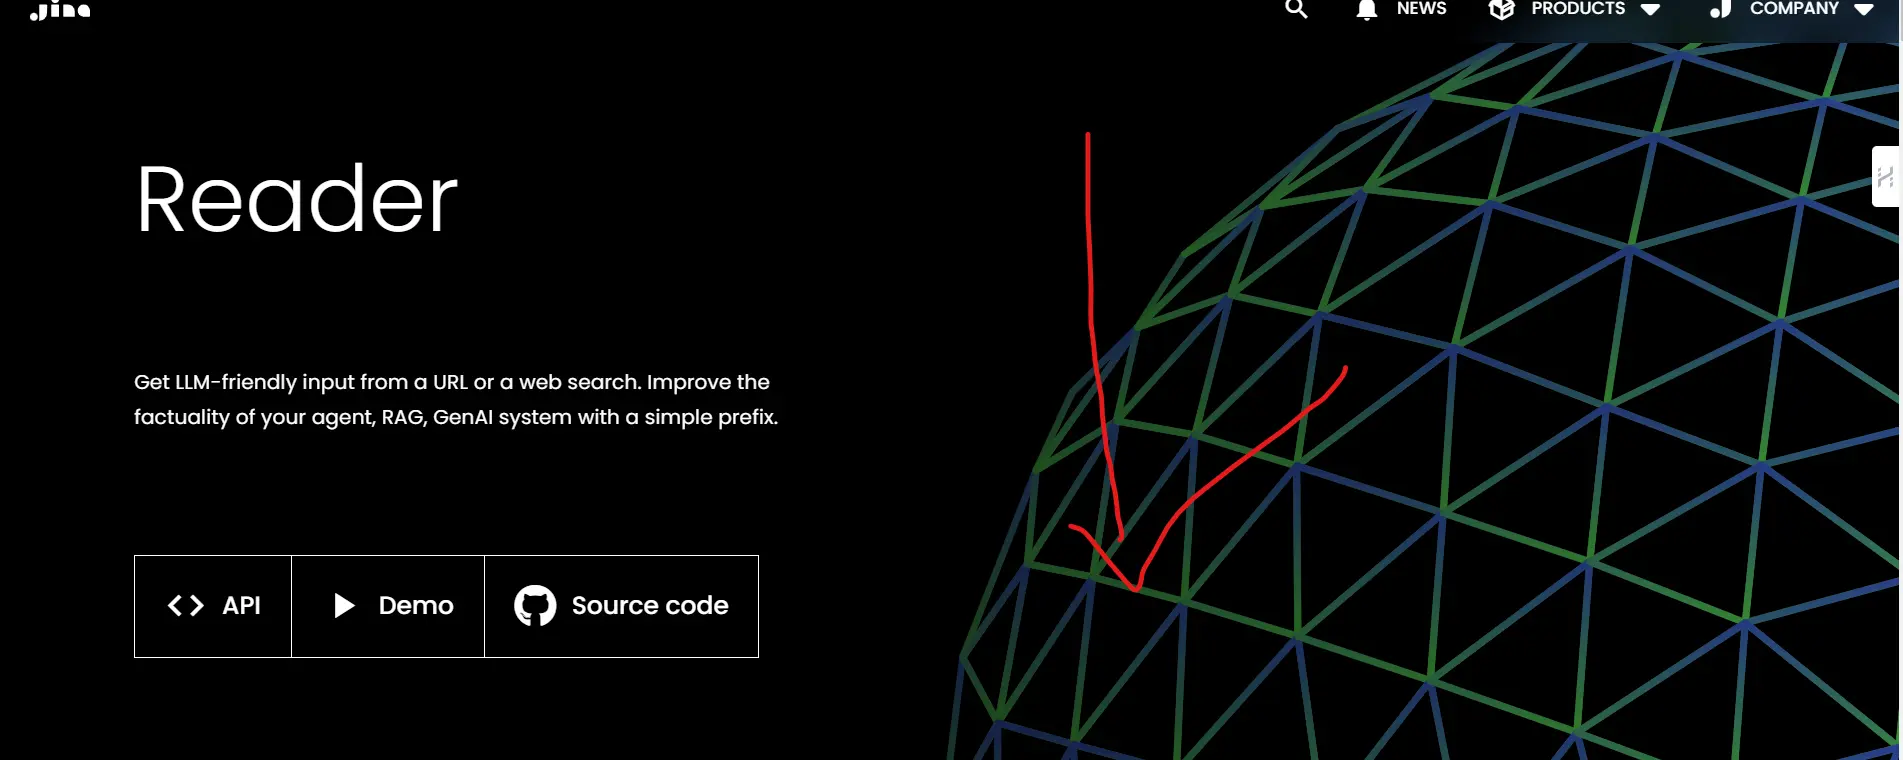 Jina
NEWS
PRODUCTS
COMPANY
Reader
Get LLM-friendly input from a URL or a web search. Improve the
factuality of your agent, RAG, GenAI system with a simple prefix.
API
Demo
Source code